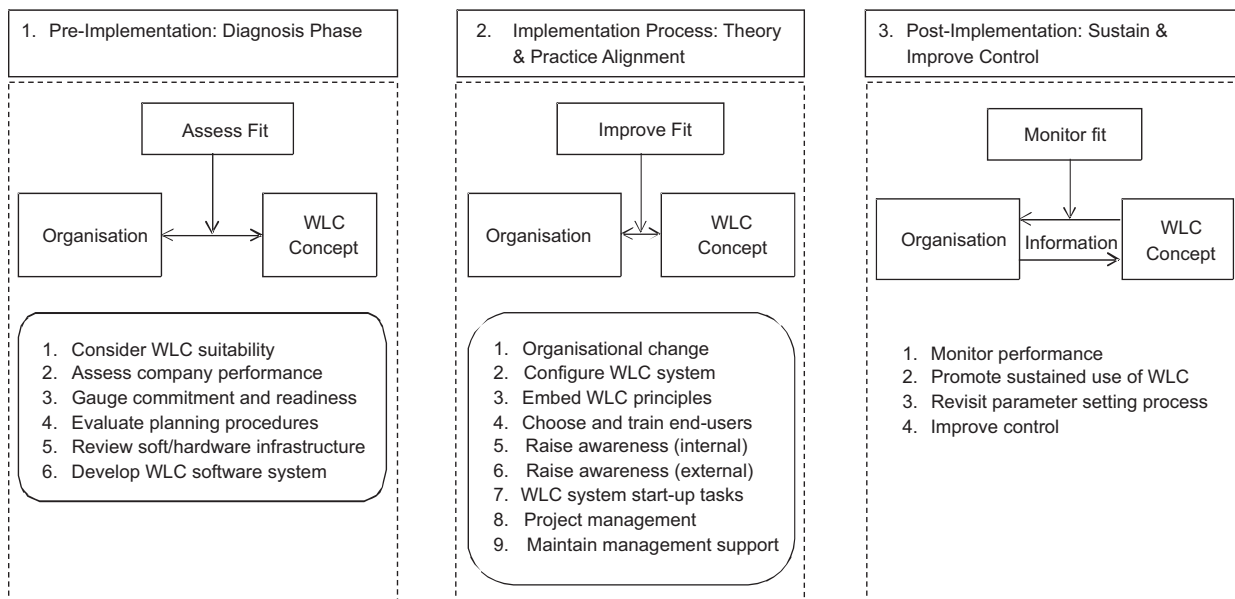 1. Pre-Implementation: Diagnosis Phase
Assess Fit
Organisation
WLC
Concept
1. Consider WLC suitability
2. Assess company performance
3. Gauge commitment and readiness
4. Evaluate planning procedures
5. Review soft/hardware infrastructure
6. Develop WLC software system
2. Implementation Process: Theory
& Practice Alignment
Improve Fit
Organisation
WLC
Concept
1. Organisational change
2. Configure WLC system
3. Embed WLC principles
4. Choose and train end-users
5. Raise awareness (internal)
6. Raise awareness (external)
7. WLC system start-up tasks
8. Project management
9. Maintain management support
3. Post-Implementation: Sustain &
Improve Control
Monitor fit
Organisation
Information
WLC
Concept
1. Monitor performance
2. Promote sustained use of WLC
3. Revisit parameter setting process
4. Improve control